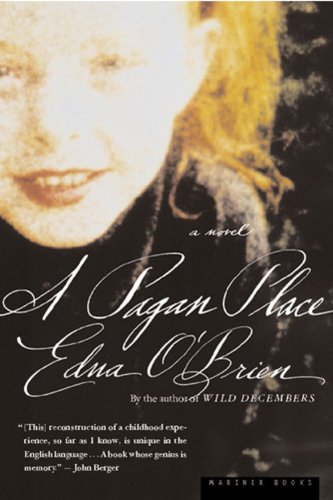 a novel
A Pagan Place
Edna O'Brien
By the author of WILD DECEMBERS
“[This] reconstruction of a childhood expe-
rience, so far as I know, is unique in the
English language . . . A book whose genius is
memory.” — John Berger
MARINER BOOKS